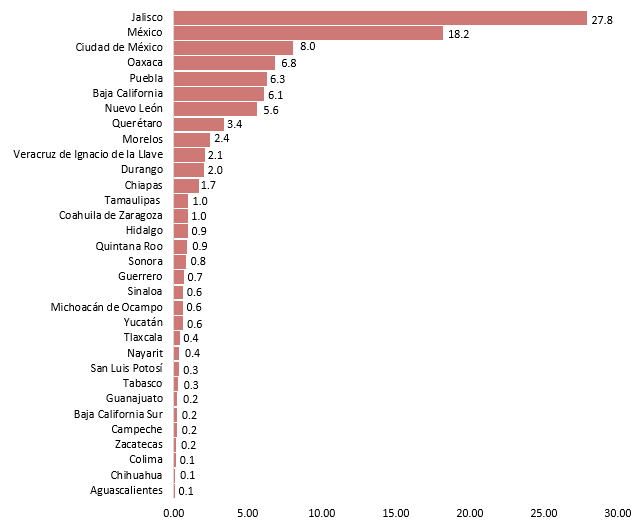 Jalisco 27.8
México 18.2
Ciudad de México 8.0
Oaxaca 6.8
Puebla 6.3
Baja California 6.1
Nuevo León 5.6
Querétaro 3.4
Morelos 2.4
Veracruz de Ignacio de la Llave 2.1
Durango 2.0
Chiapas 1.7
Tamaulipas 1.0
Coahuila de Zaragoza 1.0
Hidalgo 0.9
Quintana Roo 0.9
Sonora 0.8
Guerrero 0.7
Sinaloa 0.6
Michoacán de Ocampo 0.6
Yucatán 0.6
Tlaxcala 0.4
Nayarit 0.4
San Luis Potosí 0.3
Tabasco 0.3
Guanajuato 0.2
Baja California Sur 0.2
Campeche 0.2
Zacatecas 0.2
Colima 0.1
Chihuahua 0.1
Aguascalientes 0.1
0.00 5.00 10.00 15.00 20.00 25.00 30.00